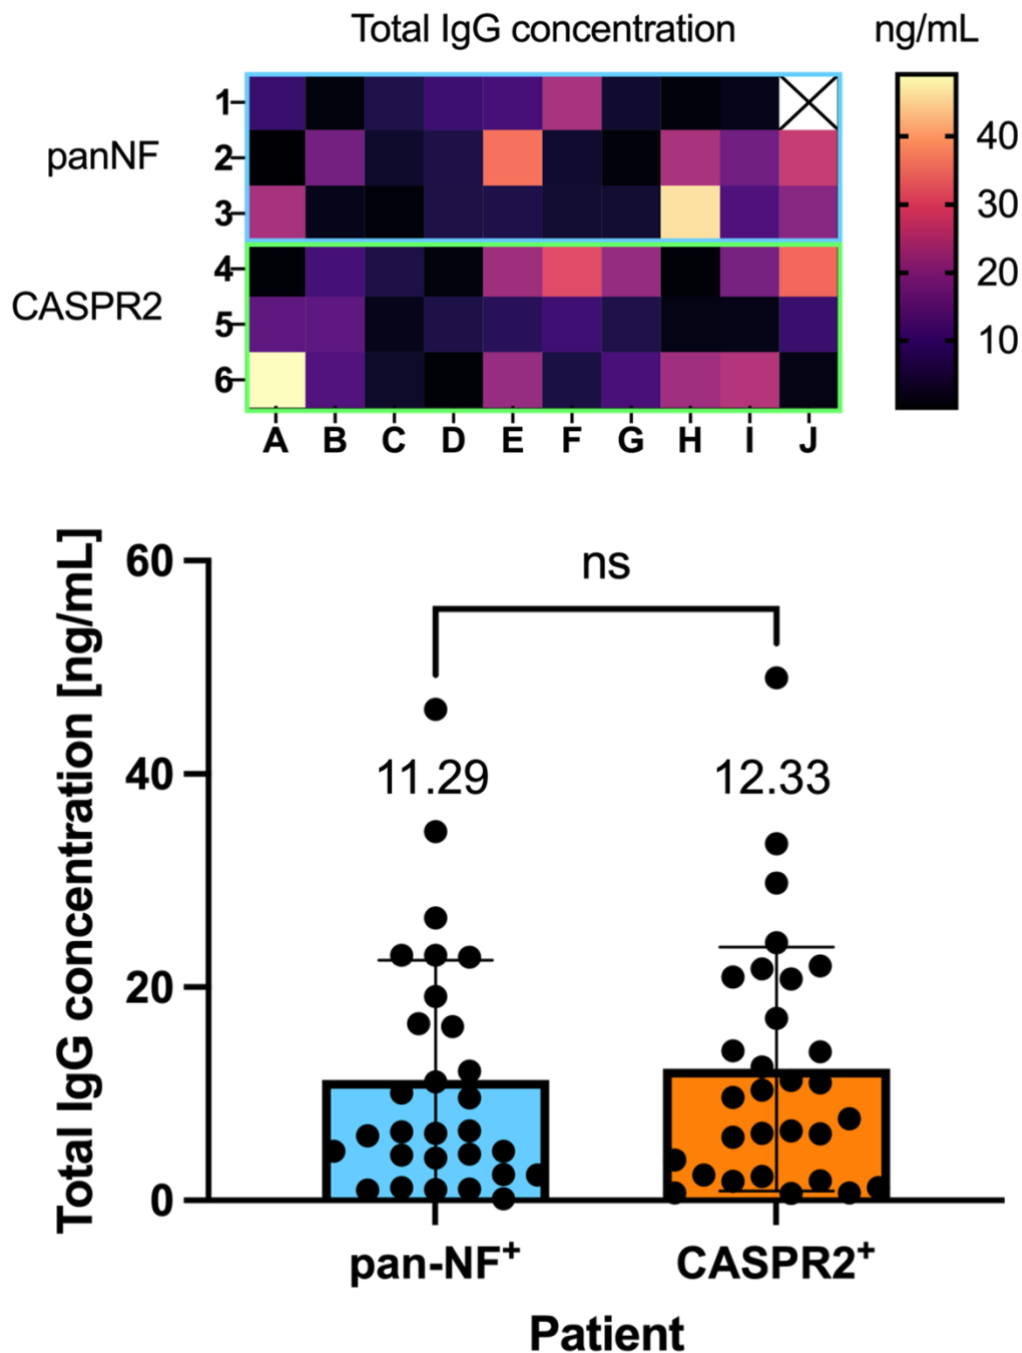 Total IgG concentration ng/mL
1
panNF 2
3
4
CASPR2 5
6
A B C D E F G H I J
40
30
20
10
Total IgG concentration [ng/mL]
60
40
20
0
ns
11.29 12.33
pan-NF⁺ CASPR2⁺
Patient